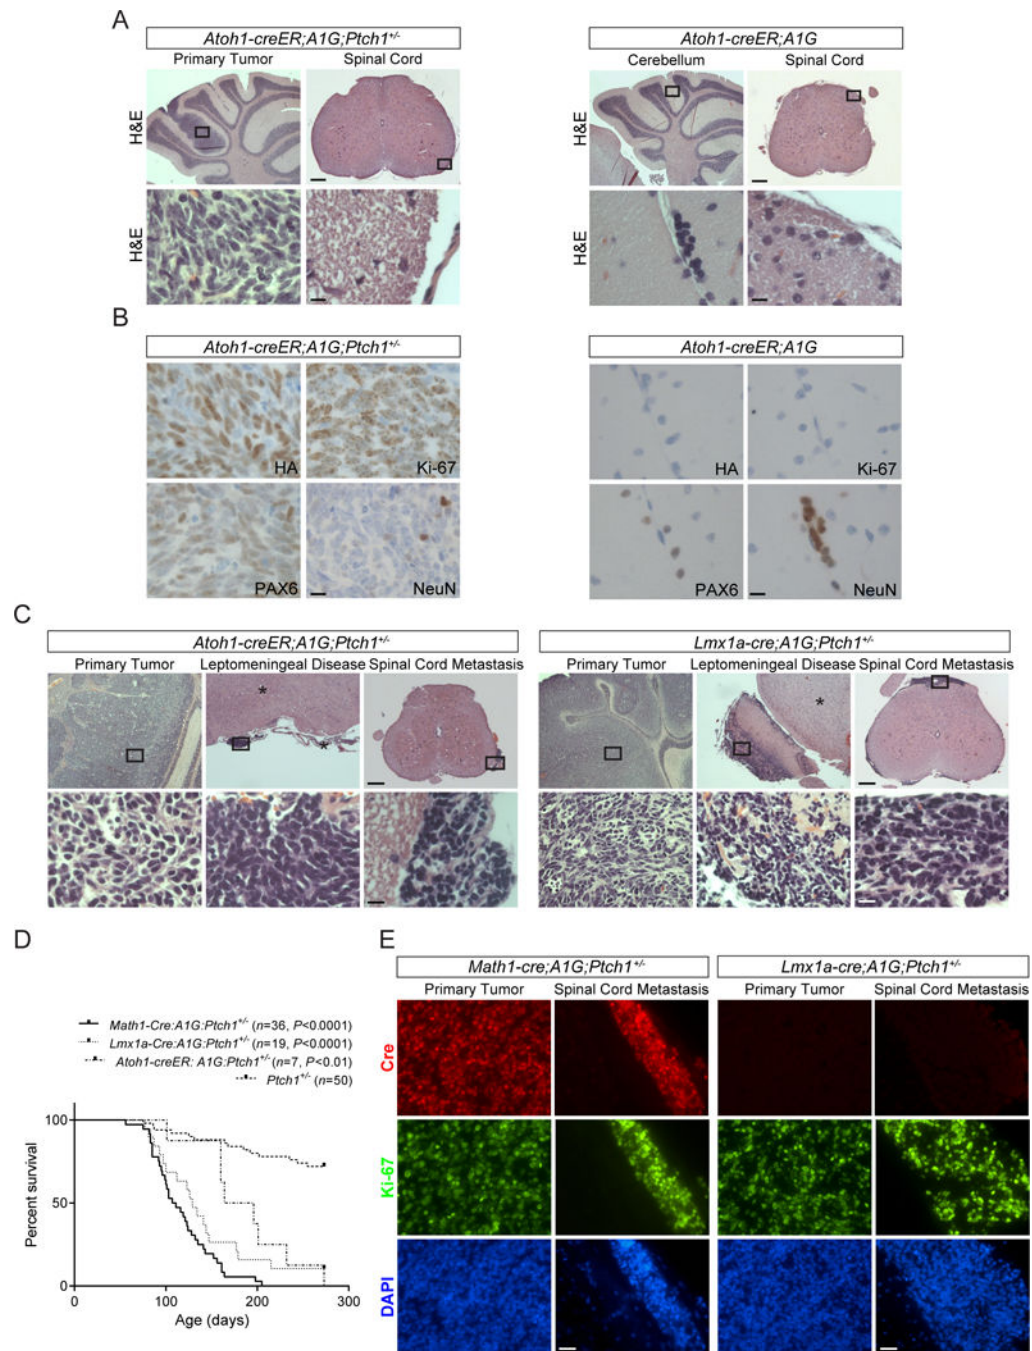 A
Atoh1-creER;A1G;Ptch1+/-
Atoh1-creER;A1G
Primary Tumor
Spinal Cord
Cerebellum
Spinal Cord
H&E
H&E
H&E
H&E
B
Atoh1-creER;A1G;Ptch1+/-
Atoh1-creER;A1G
HA
Ki-67
HA
Ki-67
PAX6
NeuN
PAX6
NeuN
C
Atoh1-creER;A1G;Ptch1+/-
Lmx1a-cre;A1G;Ptch1+/-
Primary Tumor
Leptomeningeal Disease
Spinal Cord Metastasis
Primary Tumor
Leptomeningeal Disease
Spinal Cord Metastasis
*
*
*
D
Math1-Cre:A1G:Ptch1+/- (n=36, P<0.0001)
Lmx1a-Cre:A1G:Ptch1+/- (n=19, P<0.0001)
Atoh1-creER: A1G:Ptch1+/- (n=7, P<0.01)
Ptch1+/- (n=50)
Percent survival
100
50
0
0
100
200
300
Age (days)
E
Math1-cre;A1G;Ptch1+/-
Lmx1a-cre;A1G;Ptch1+/-
Primary Tumor
Spinal Cord Metastasis
Primary Tumor
Spinal Cord Metastasis
Cre
Ki-67
DAPI